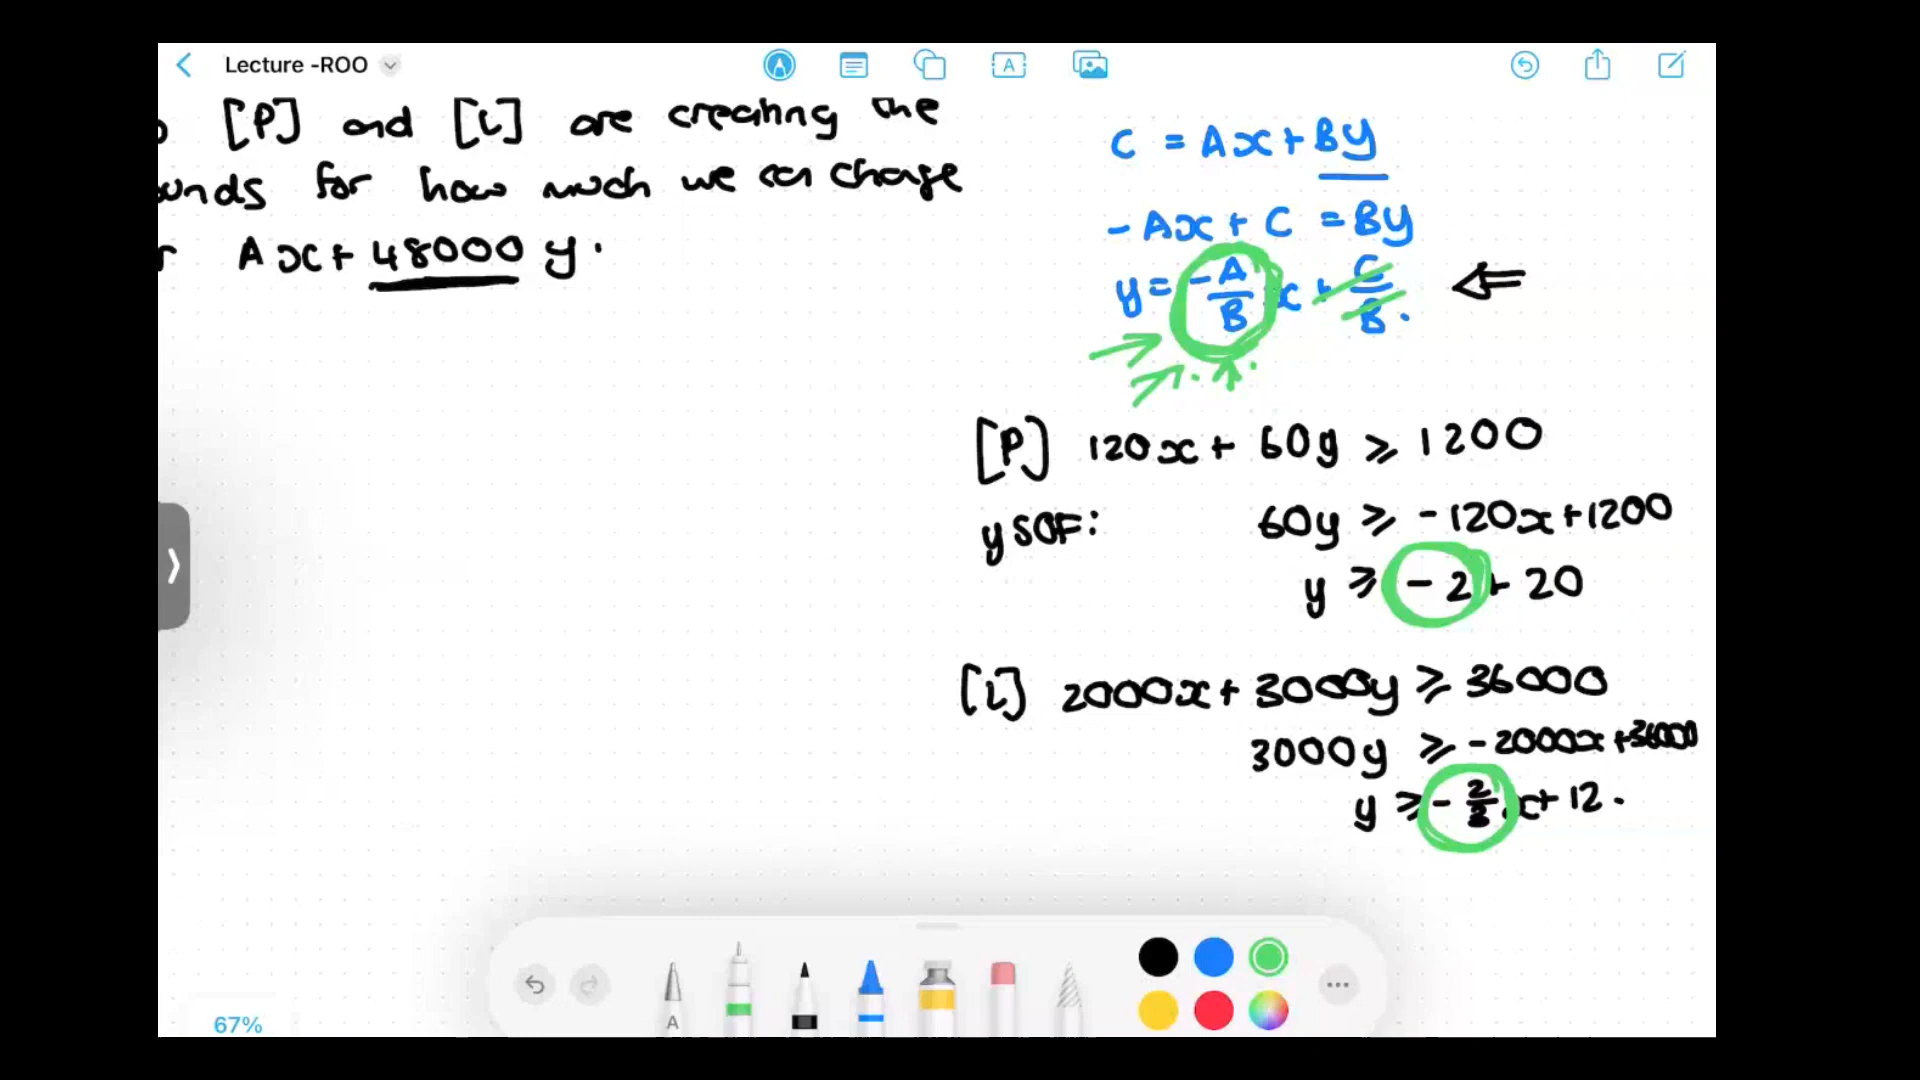 Lecture -ROO
[P] and [L] are creating the
unds for how much we can change
r Ax + 48000 y.
C = Ax + By
-Ax + C = By
y = -A/B x + C/B.
[P] 120x + 60y ⩾ 1200
y SOF: 60y ⩾ -120x + 1200
y ⩾ -2 + 20
[L] 2000x + 3000y ⩾ 36000
3000y ⩾ -2000x + 36000
y ⩾ -2/3 x + 12.
A
67%